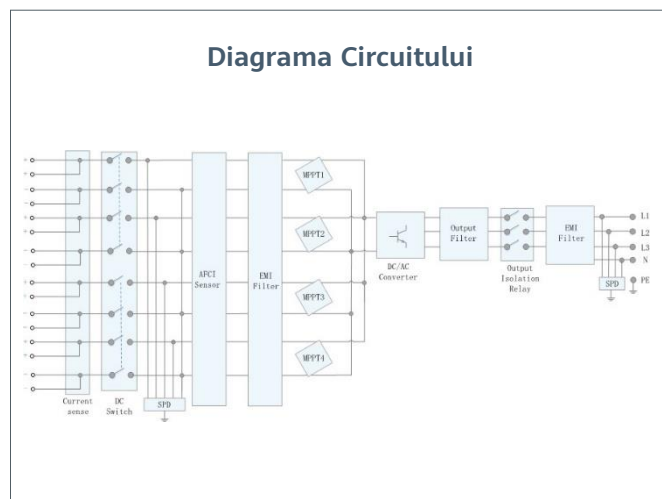 Diagrama Circuitului
MPPT1
MPPT2
MPPT3
MPPT4
AFCI
Sensor
EMI
Filter
DC/AC
Converter
Output
Filter
Output
Isolation
Relay
EMI
Filter
L1
L2
L3
N
SPD
PE
Current
sense
DC
Switch
SPD